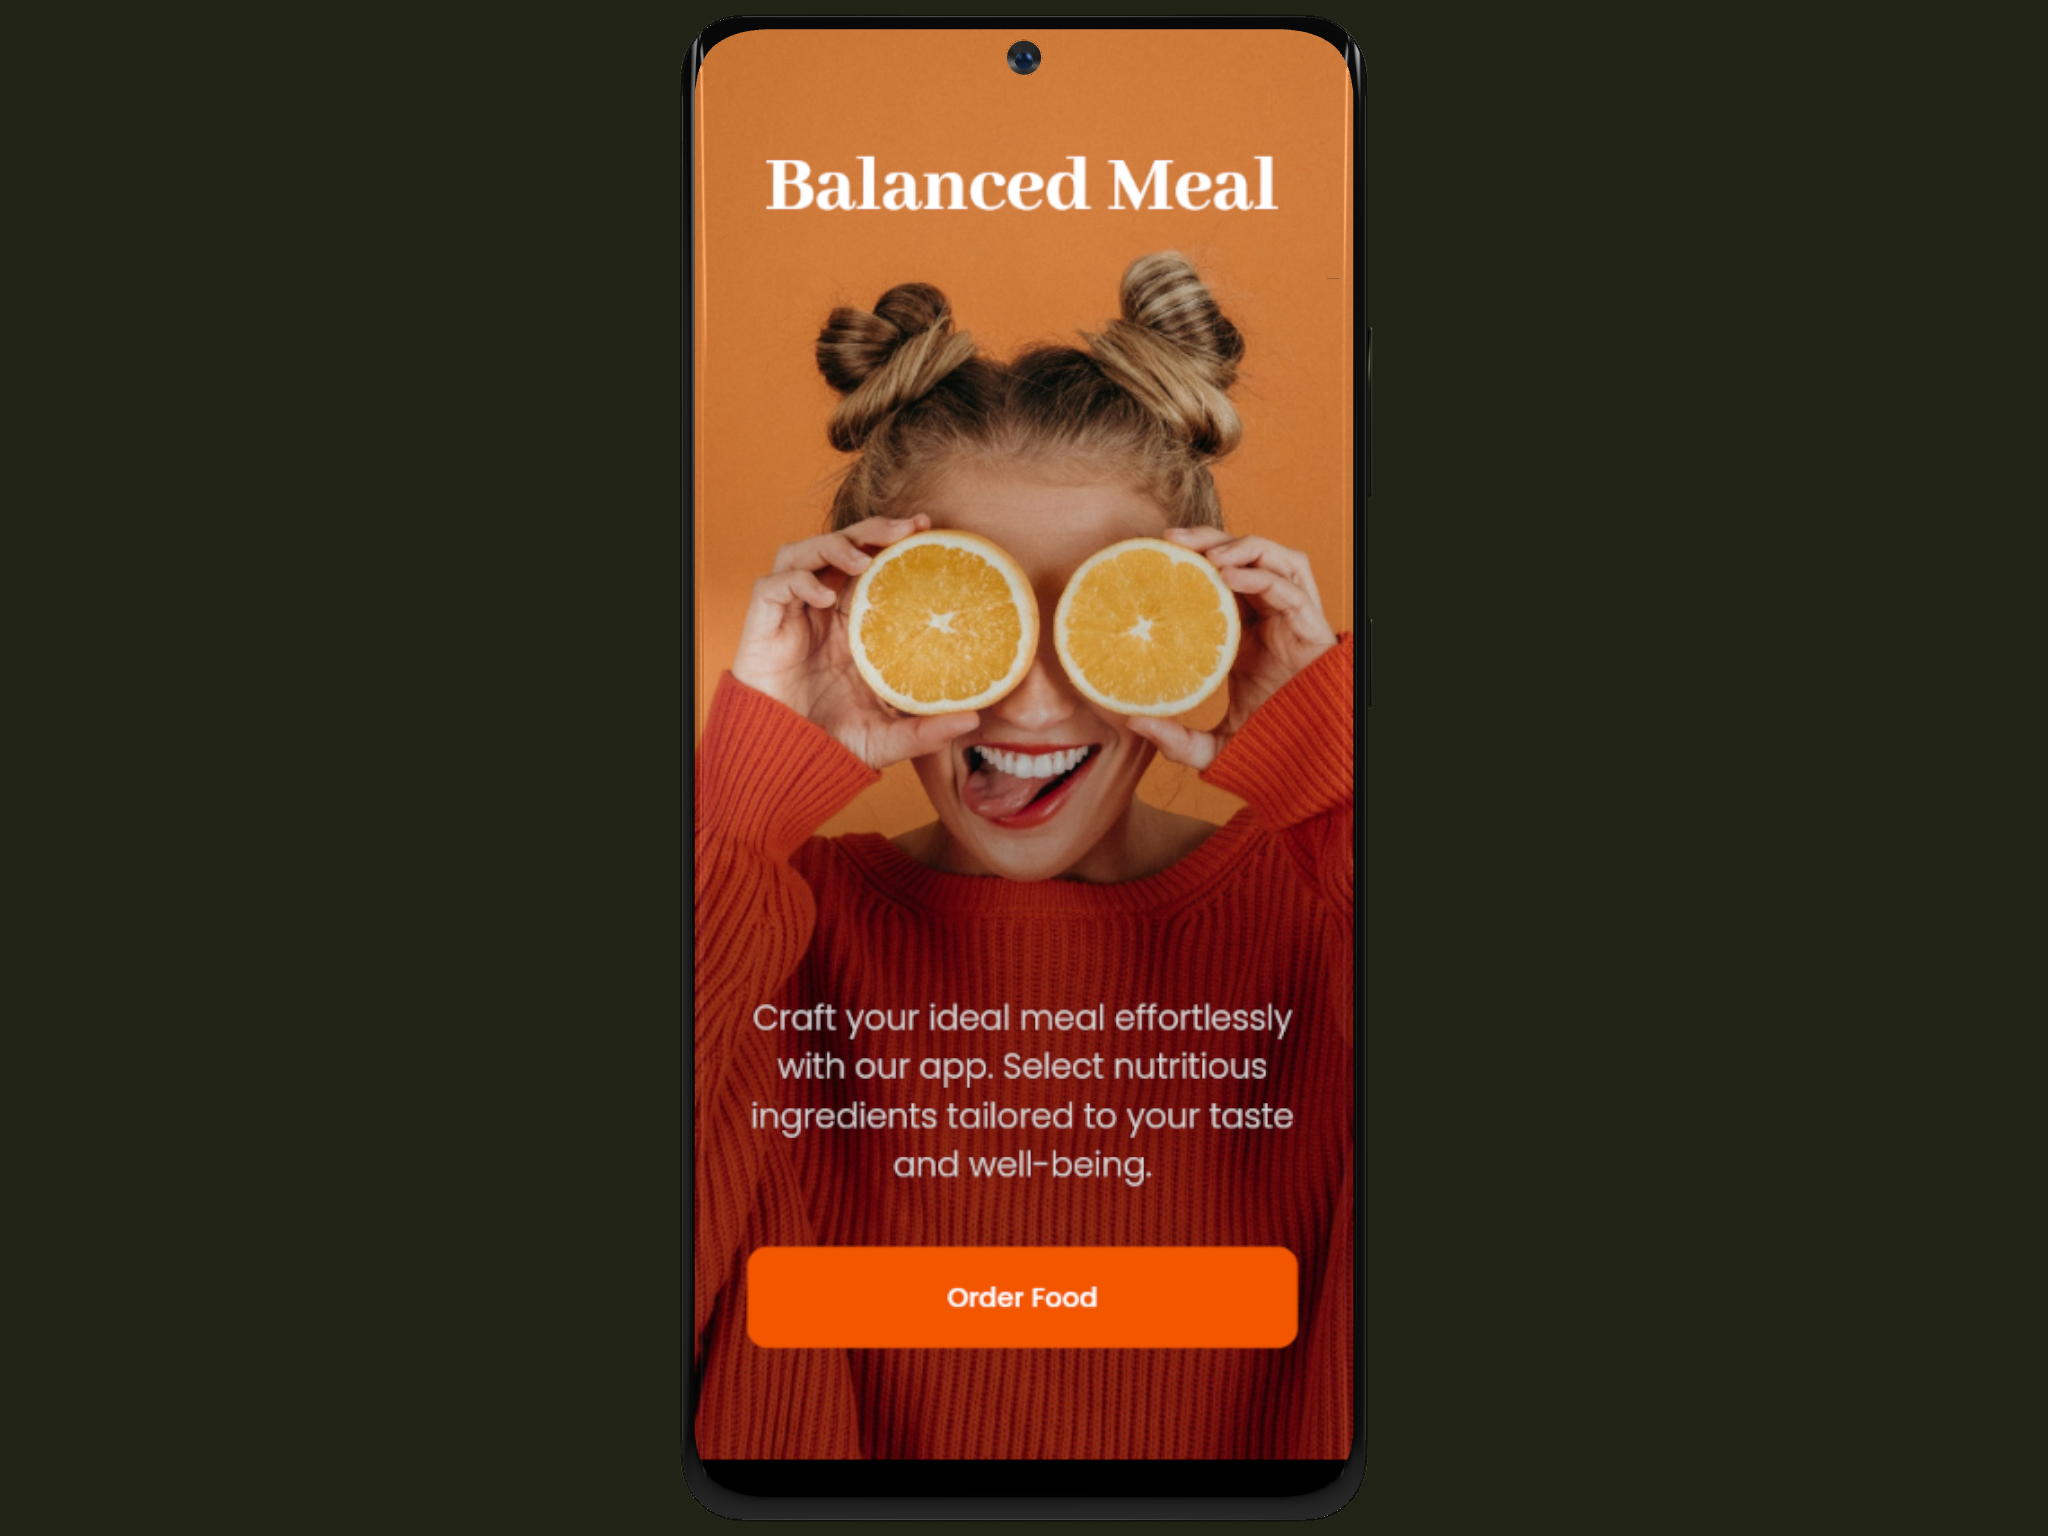 Balanced Meal
Craft your ideal meal effortlessly
with our app. Select nutritious
ingredients tailored to your taste
and well-being.
Order Food